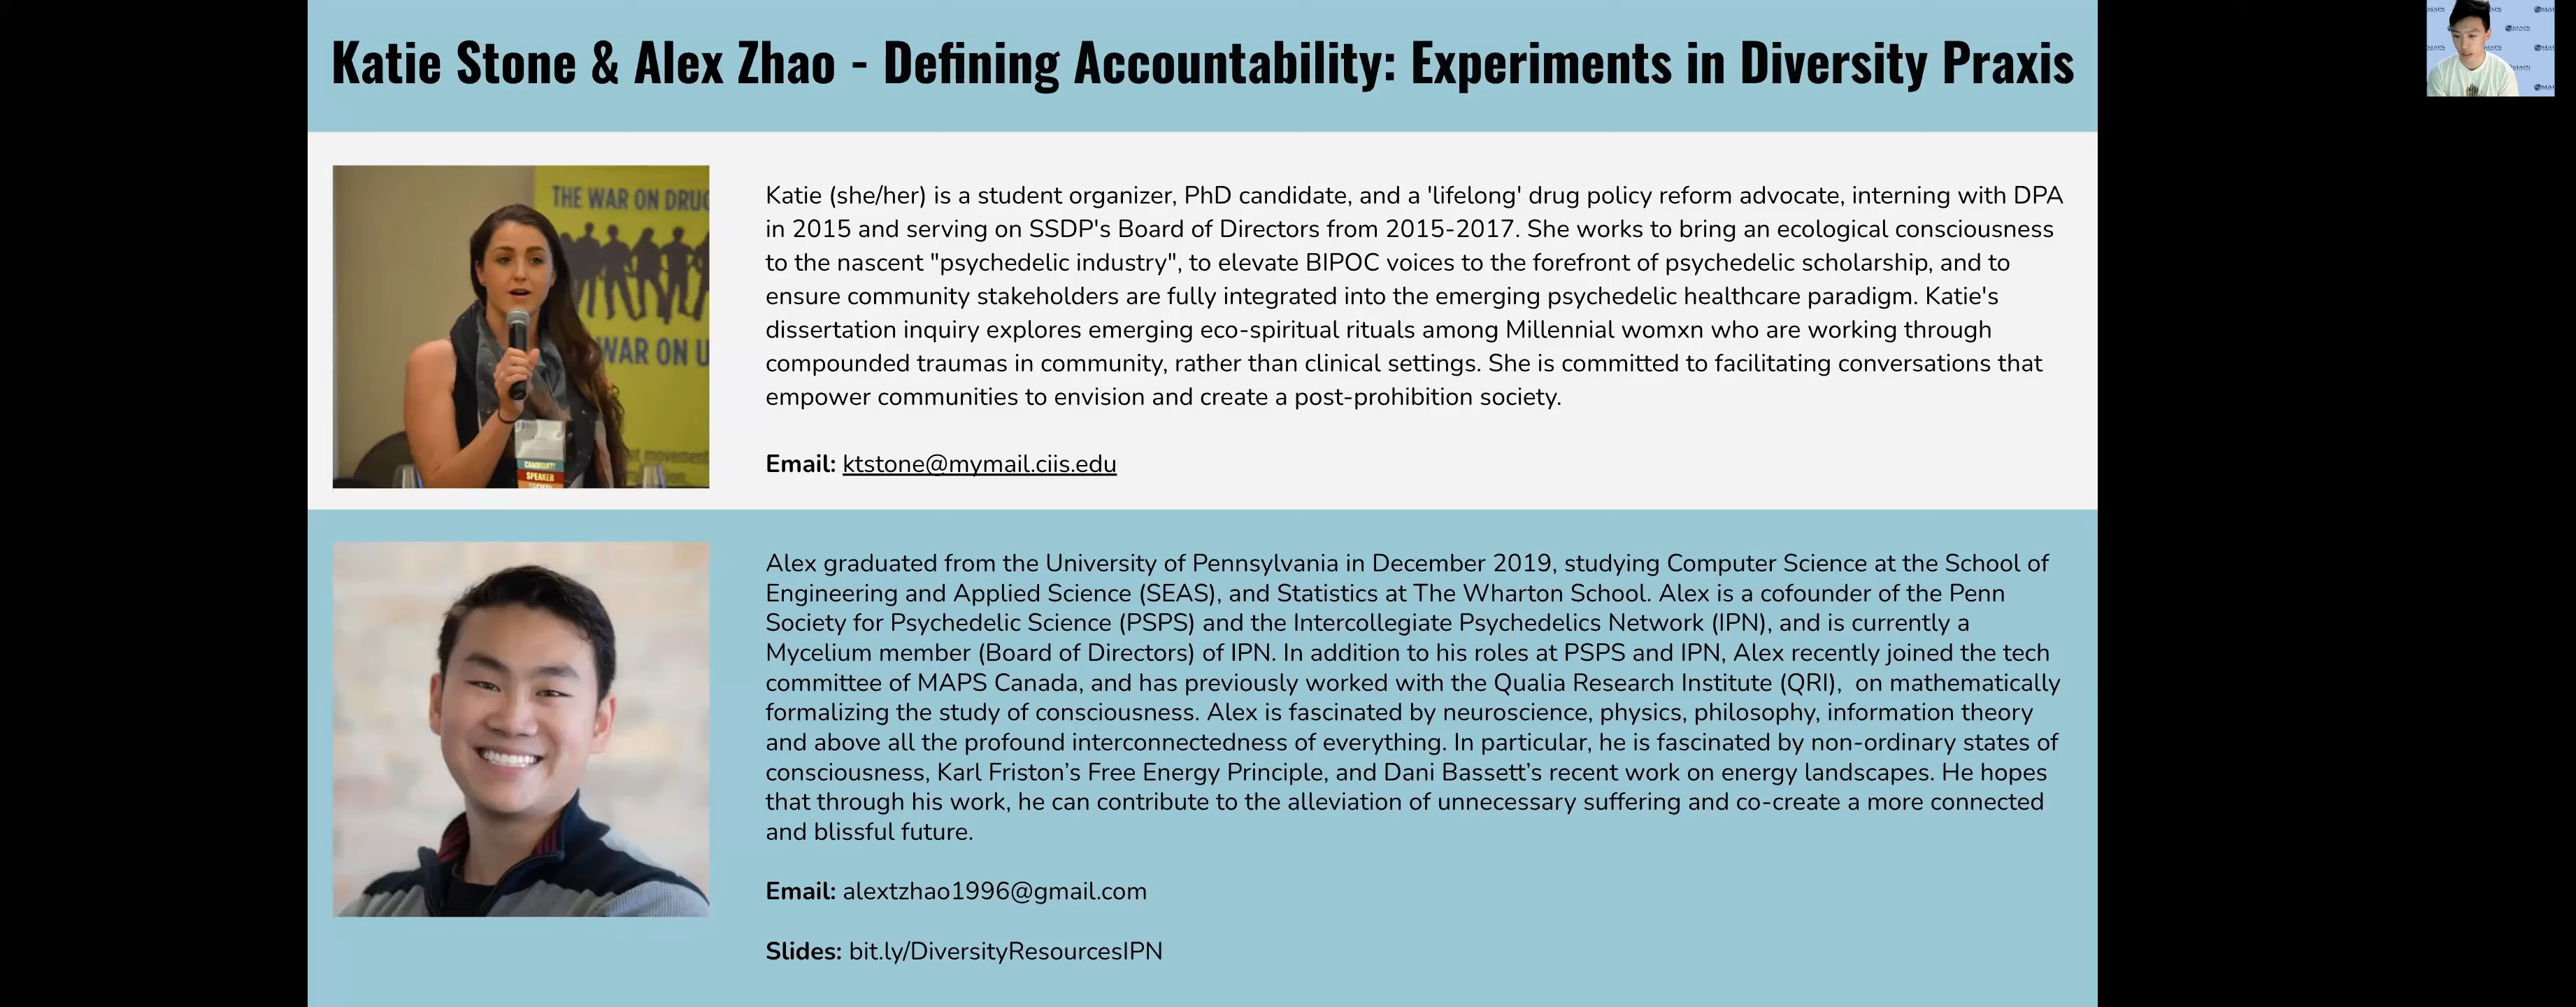 Katie Stone & Alex Zhao - Defining Accountability: Experiments in Diversity Praxis
THE WAR ON DRUG
WAR ON U
CANDIDATE
SPEAKER
Katie (she/her) is a student organizer, PhD candidate, and a 'lifelong' drug policy reform advocate, interning with DPA
in 2015 and serving on SSDP's Board of Directors from 2015-2017. She works to bring an ecological consciousness
to the nascent "psychedelic industry", to elevate BIPOC voices to the forefront of psychedelic scholarship, and to
ensure community stakeholders are fully integrated into the emerging psychedelic healthcare paradigm. Katie's
dissertation inquiry explores emerging eco-spiritual rituals among Millennial womxn who are working through
compounded traumas in community, rather than clinical settings. She is committed to facilitating conversations that
empower communities to envision and create a post-prohibition society.
Email: ktstone@mymail.ciis.edu
Alex graduated from the University of Pennsylvania in December 2019, studying Computer Science at the School of
Engineering and Applied Science (SEAS), and Statistics at The Wharton School. Alex is a cofounder of the Penn
Society for Psychedelic Science (PSPS) and the Intercollegiate Psychedelics Network (IPN), and is currently a
Mycelium member (Board of Directors) of IPN. In addition to his roles at PSPS and IPN, Alex recently joined the tech
committee of MAPS Canada, and has previously worked with the Qualia Research Institute (QRI),  on mathematically
formalizing the study of consciousness. Alex is fascinated by neuroscience, physics, philosophy, information theory
and above all the profound interconnectedness of everything. In particular, he is fascinated by non-ordinary states of
consciousness, Karl Friston’s Free Energy Principle, and Dani Bassett’s recent work on energy landscapes. He hopes
that through his work, he can contribute to the alleviation of unnecessary suffering and co-create a more connected
and blissful future.
Email: alextzhao1996@gmail.com
Slides: bit.ly/DiversityResourcesIPN